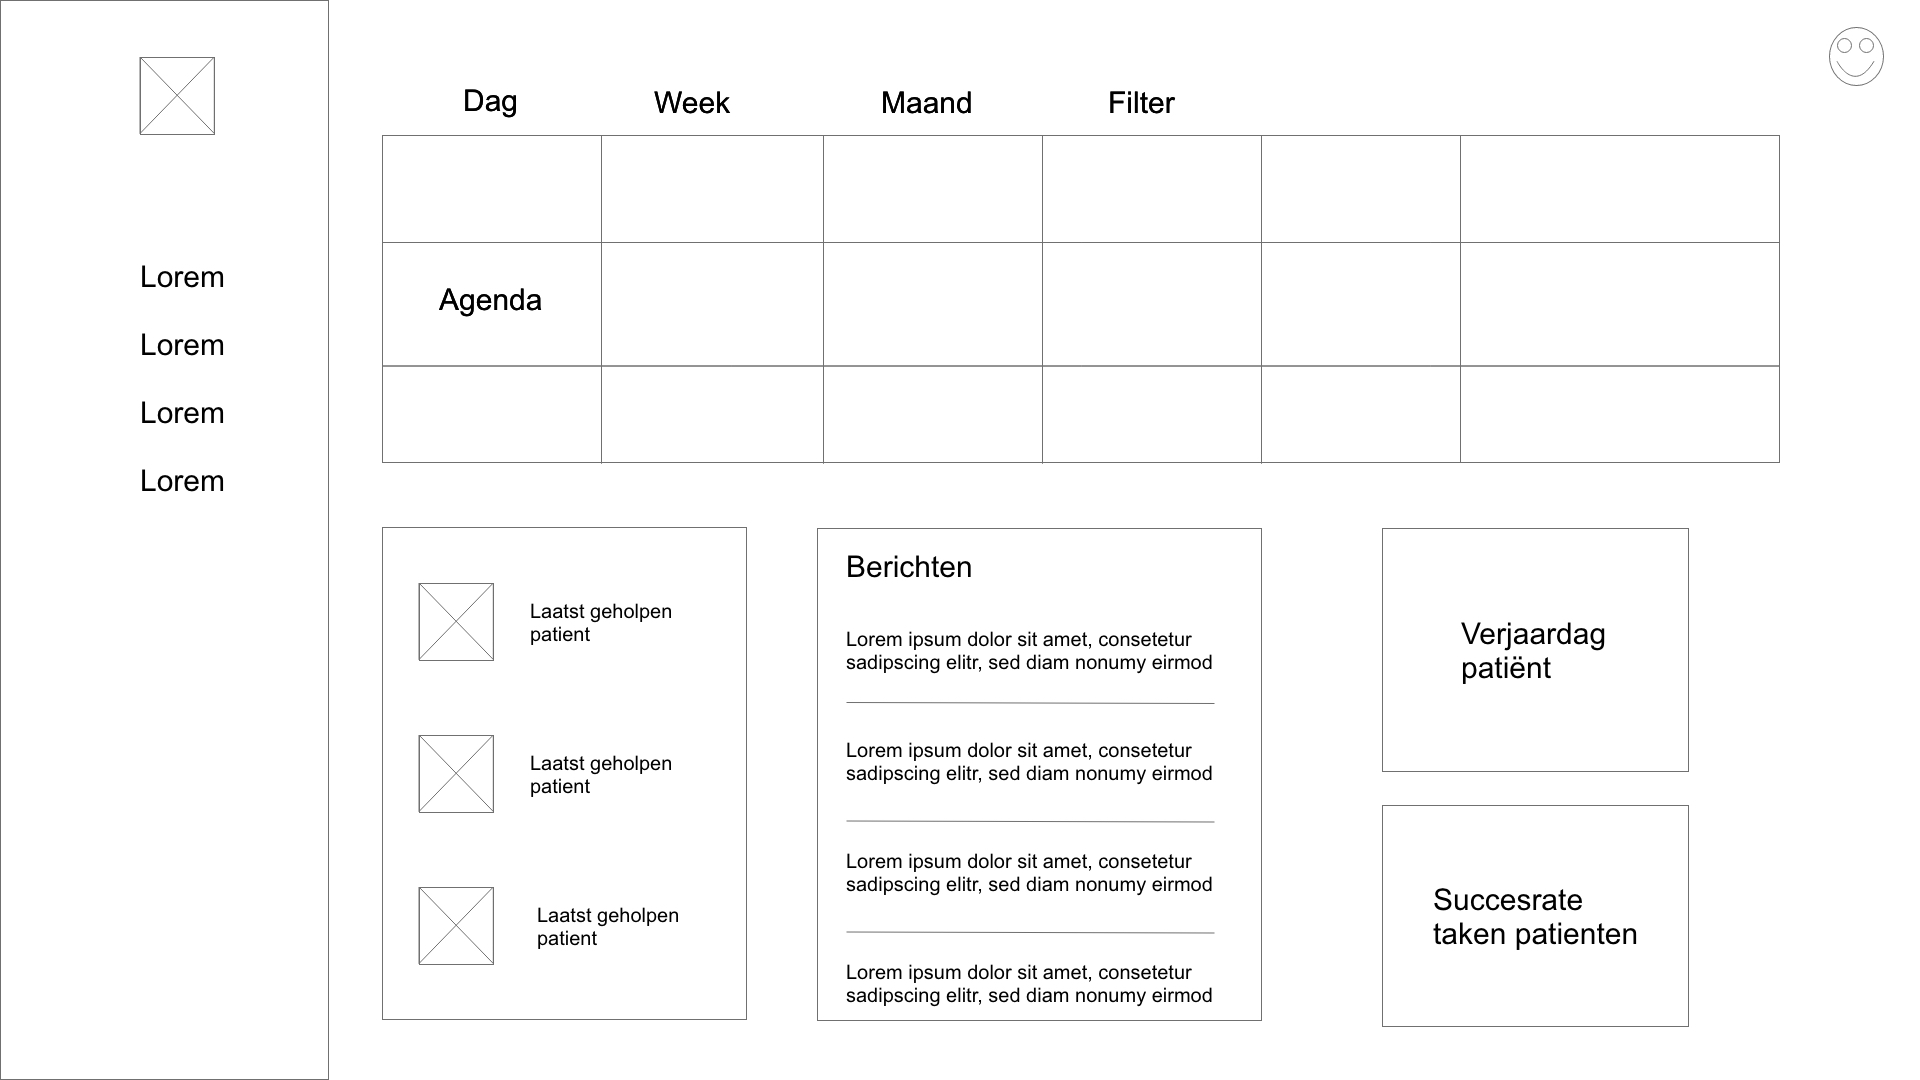 Lorem
Lorem
Lorem
Lorem
Dag Week Maand Filter
Agenda
Laatst geholpen
patient
Laatst geholpen
patient
Laatst geholpen
patient
Berichten
Lorem ipsum dolor sit amet, consetetur
sadipscing elitr, sed diam nonumy eirmod
Lorem ipsum dolor sit amet, consetetur
sadipscing elitr, sed diam nonumy eirmod
Lorem ipsum dolor sit amet, consetetur
sadipscing elitr, sed diam nonumy eirmod
Lorem ipsum dolor sit amet, consetetur
sadipscing elitr, sed diam nonumy eirmod
Verjaardag
patiënt
Succesrate
taken patienten